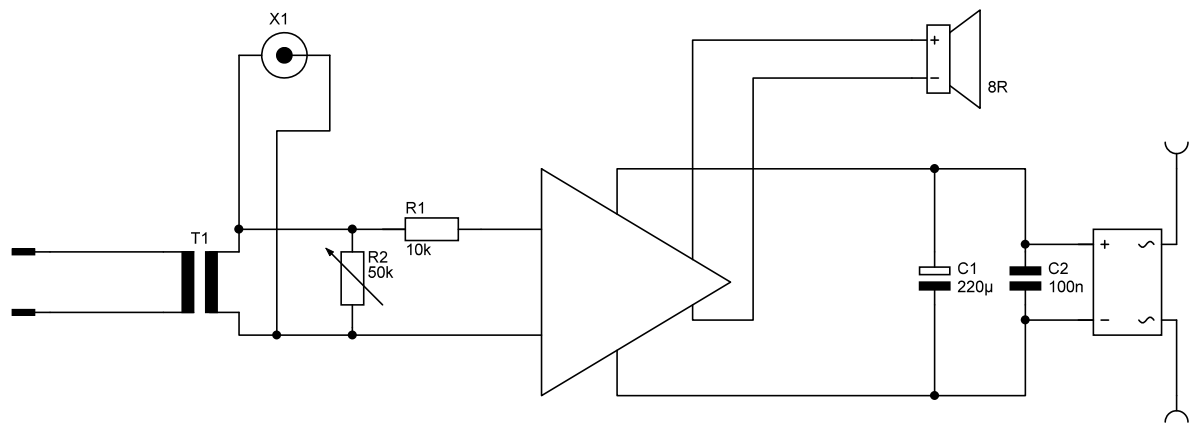 X1
8R
T1
R1
10k
R2
50k
+
−
C1
220µ
C2
100n
+
−